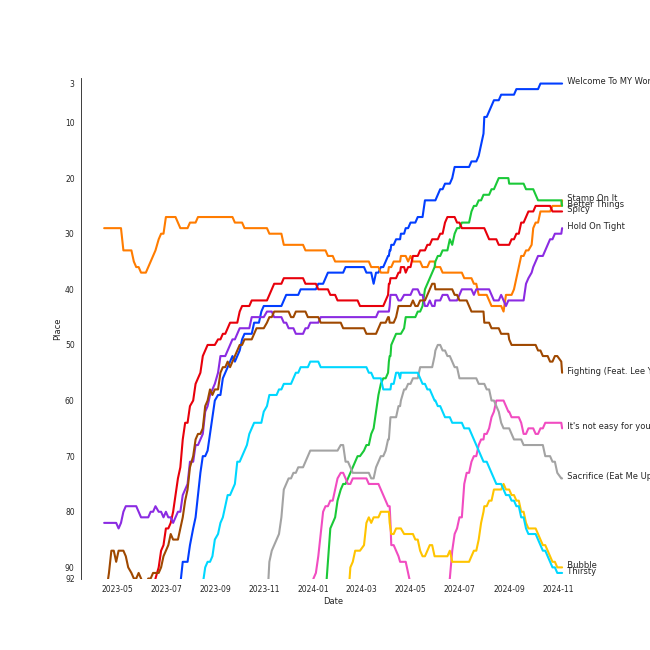 3
10
20
30
40
50
60
70
80
90
92
Place
2023-05
2023-07
2023-09
2023-11
2024-01
2024-03
2024-05
2024-07
2024-09
2024-11
Date
Welcome To MY Wor
Stamp On It
Better Things
Spicy
Hold On Tight
Fighting (Feat. Lee Y
It's not easy for you
Sacrifice (Eat Me Up
Bubble
Thirsty